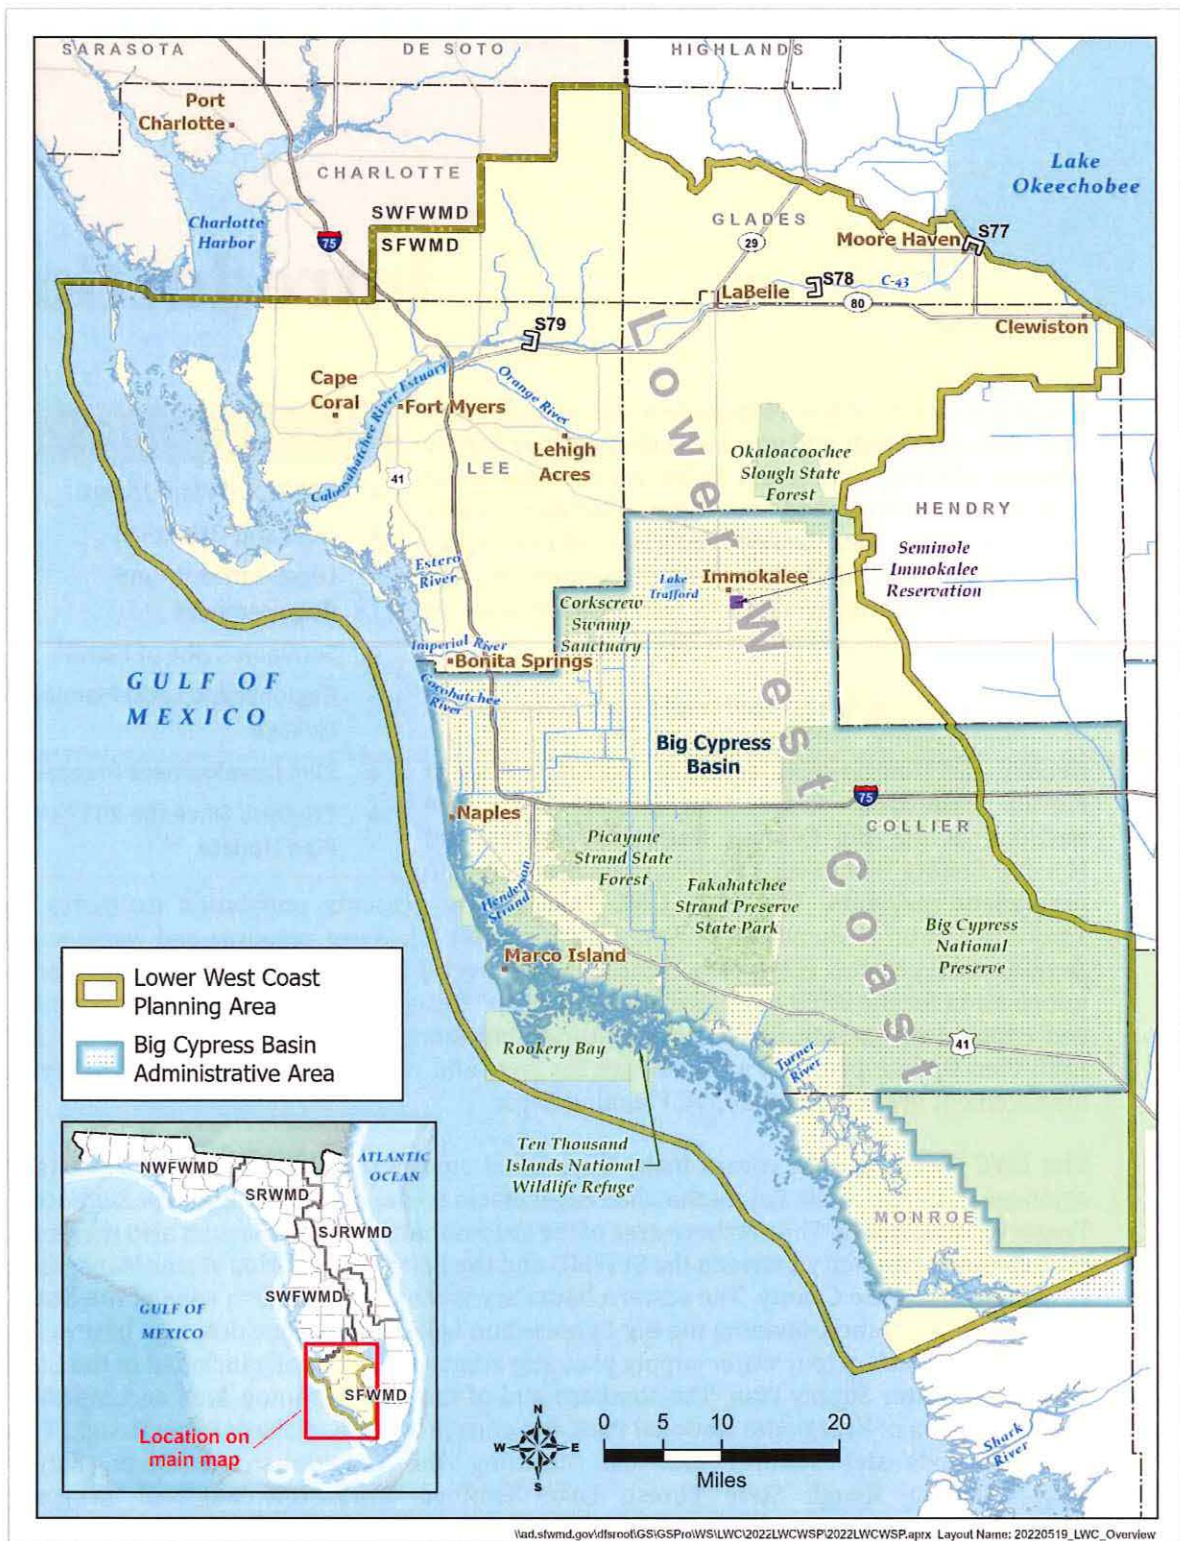 SARASOTA
DE SOTO
HIGHLANDS
Port
Charlotte
CHARLOTTE
Lake
Okeechobee
Charlotte
Harbor
SWFWMD
SFWMD
75
GLADES
29
Moore Haven
S77
S78
C-43
LaBelle
80
Clewiston
S79
Cape
Coral
Caloosahatchee River Estuary
Fort Myers
Orange River
Lehigh
Acres
LEE
41
Lower West Coast
Okaloacoochee
Slough State
Forest
HENDRY
Seminole
Immokalee
Reservation
Estero
River
Lake
Trafford
Immokalee
Corkscrew
Swamp
Sanctuary
Imperial River
Bonita Springs
Cocohatchee
River
GULF OF
MEXICO
Big Cypress
Basin
75
COLLIER
Naples
Picayune
Strand State
Forest
Henderson
Strand
Fakahatchee
Strand Preserve
State Park
Big Cypress
National
Preserve
Marco Island
Rookery Bay
41
Turner
River
Ten Thousand
Islands National
Wildlife Refuge
MONROE
Shark
River
Lower West Coast
Planning Area
Big Cypress Basin
Administrative Area
NWFWMD
SRWMD
SJRWMD
SWFWMD
SFWMD
ATLANTIC
OCEAN
GULF OF
MEXICO
Location on
main map
N
W E
S
0 5 10 20
Miles
\\ad.sfwmd.gov\dfsroot\GS\GSPro\WS\LWC\2022LWCWSP\2022LWCWSP.aprx Layout Name: 20220519_LWC_Overview